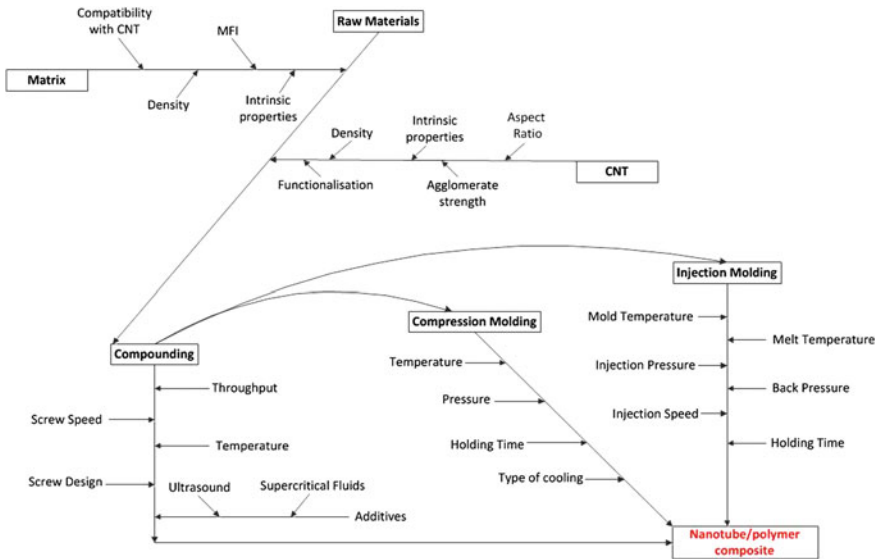 Compatibility
with CNT
MFI
Raw Materials
Matrix
Density
Intrinsic
properties
Density
Intrinsic
properties
Aspect
Ratio
Functionalisation
Agglomerate
strength
CNT
Injection Molding
Compression Molding
Compounding
Throughput
Screw Speed
Temperature
Screw Design
Ultrasound
Supercritical Fluids
Additives
Temperature
Pressure
Holding Time
Type of cooling
Mold Temperature
Melt Temperature
Injection Pressure
Back Pressure
Injection Speed
Holding Time
Nanotube/polymer
composite